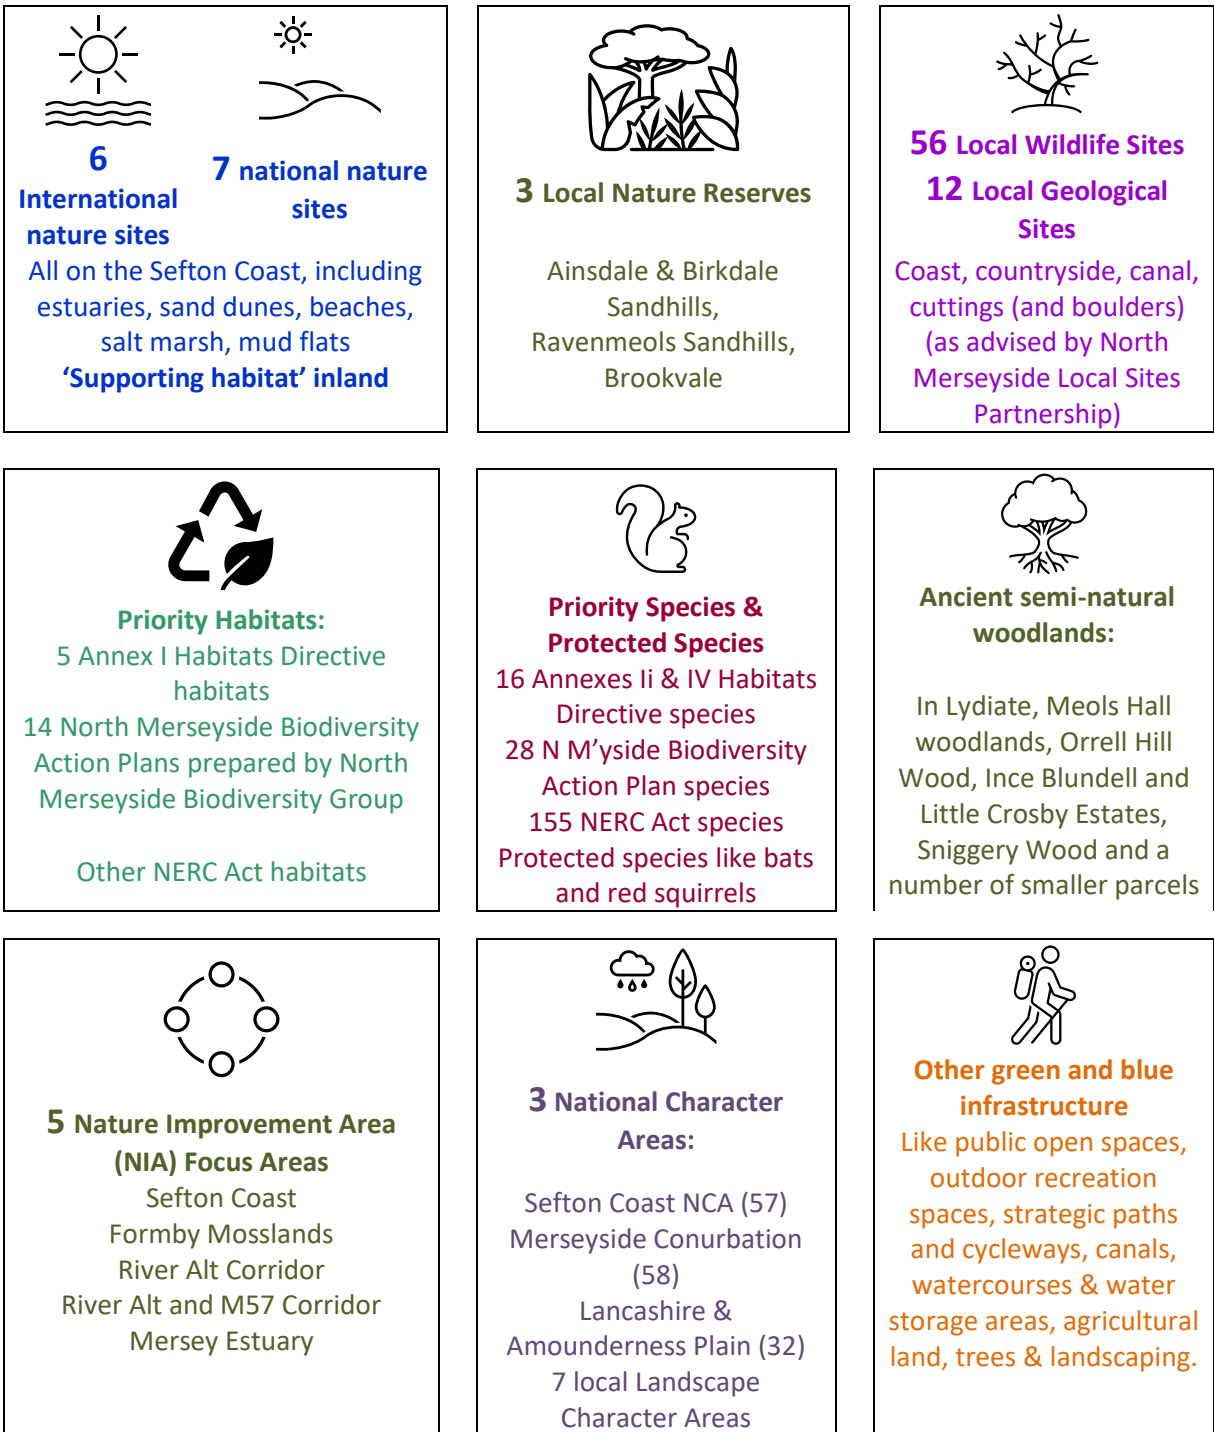 6
International
nature sites
7 national nature
sites
All on the Sefton Coast, including
estuaries, sand dunes, beaches,
salt marsh, mud flats
‘Supporting habitat’ inland
3 Local Nature Reserves
Ainsdale & Birkdale
Sandhills,
Ravenmeols Sandhills,
Brookvale
56 Local Wildlife Sites
12 Local Geological
Sites
Coast, countryside, canal,
cuttings (and boulders)
(as advised by North
Merseyside Local Sites
Partnership)
Priority Habitats:
5 Annex I Habitats Directive
habitats
14 North Merseyside Biodiversity
Action Plans prepared by North
Merseyside Biodiversity Group
Other NERC Act habitats
Priority Species &
Protected Species
16 Annexes Ii & IV Habitats
Directive species
28 N M’yside Biodiversity
Action Plan species
155 NERC Act species
Protected species like bats
and red squirrels
Ancient semi-natural
woodlands:
In Lydiate, Meols Hall
woodlands, Orrell Hill
Wood, Ince Blundell and
Little Crosby Estates,
Sniggery Wood and a
number of smaller parcels
5 Nature Improvement Area
(NIA) Focus Areas
Sefton Coast
Formby Mosslands
River Alt Corridor
River Alt and M57 Corridor
Mersey Estuary
3 National Character
Areas:
Sefton Coast NCA (57)
Merseyside Conurbation
(58)
Lancashire &
Amounderness Plain (32)
7 local Landscape
Character Areas
Other green and blue
infrastructure
Like public open spaces,
outdoor recreation
spaces, strategic paths
and cycleways, canals,
watercourses & water
storage areas, agricultural
land, trees & landscaping.